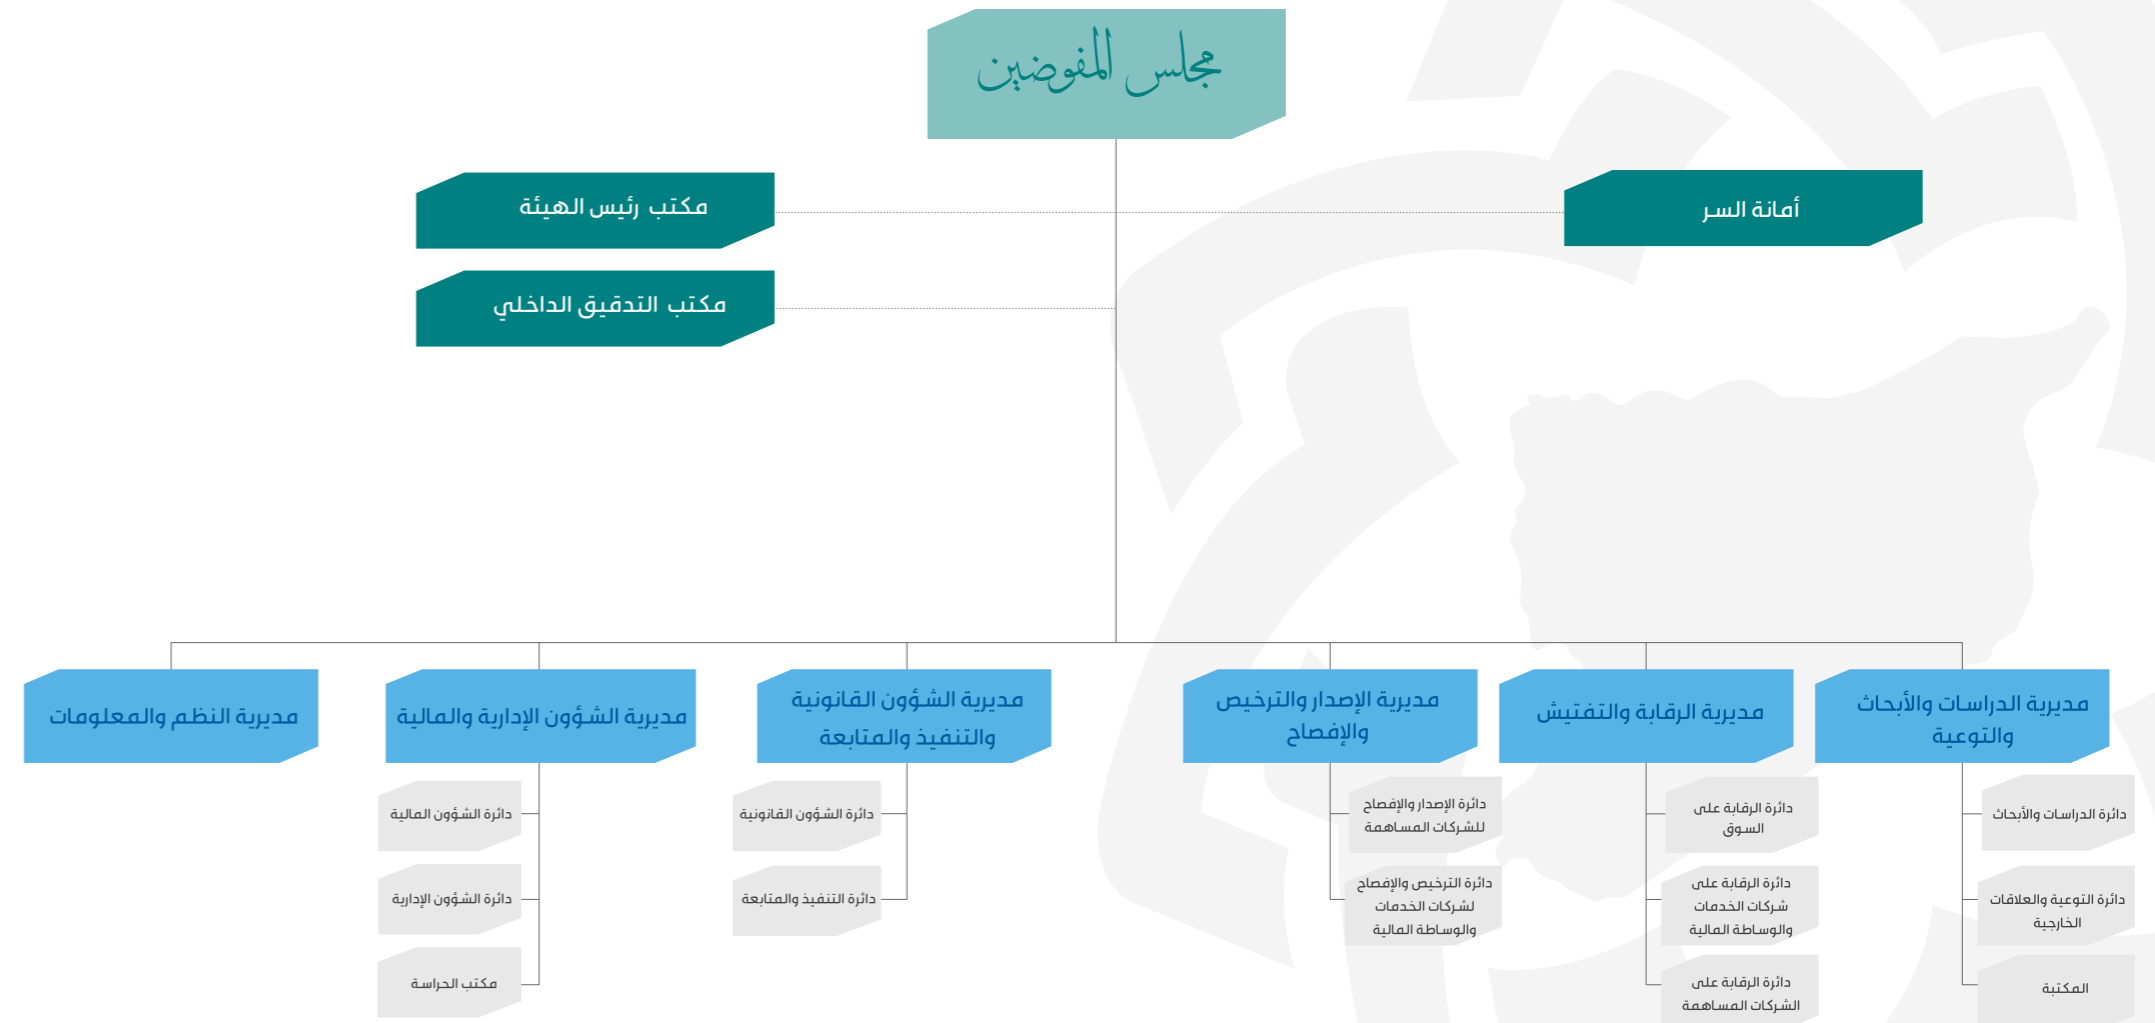 مجلس المفوضين
أمانة السر
مكتب رئيس الهيئة
مكتب التدقيق الداخلي
مديرية الدراسات والأبحاث
والتوعية
دائرة الدراسات والأبحاث
دائرة التوعية والعلاقات
الخارجية
المكتبة
مديرية الرقابة والتفتيش
دائرة الرقابة على
السوق
دائرة الرقابة على
شركات الخدمات
والوساطة المالية
دائرة الرقابة على
الشركات المساهمة
مديرية الإصدار والترخيص
والإفصاح
دائرة الإصدار والإفصاح
للشركات المساهمة
دائرة الترخيص والإفصاح
لشركات الخدمات
والوساطة المالية
مديرية الشؤون القانونية
والتنفيذ والمتابعة
دائرة الشؤون القانونية
دائرة التنفيذ والمتابعة
مديرية الشؤون الإدارية والمالية
دائرة الشؤون المالية
دائرة الشؤون الإدارية
مكتب الحراسة
مديرية النظم والمعلومات